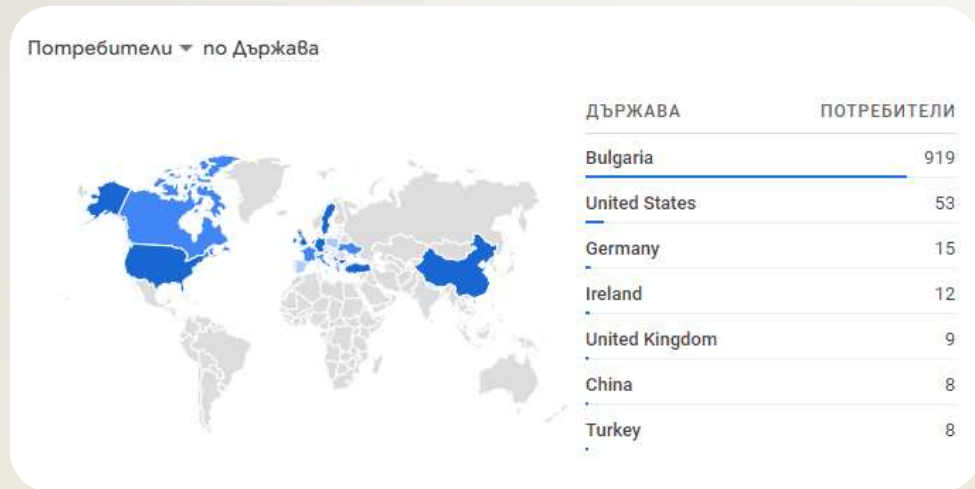 Потребители по Държава
ДЪРЖАВА ПОТРЕБИТЕЛИ
Bulgaria 919
United States 53
Germany 15
Ireland 12
United Kingdom 9
China 8
Turkey 8